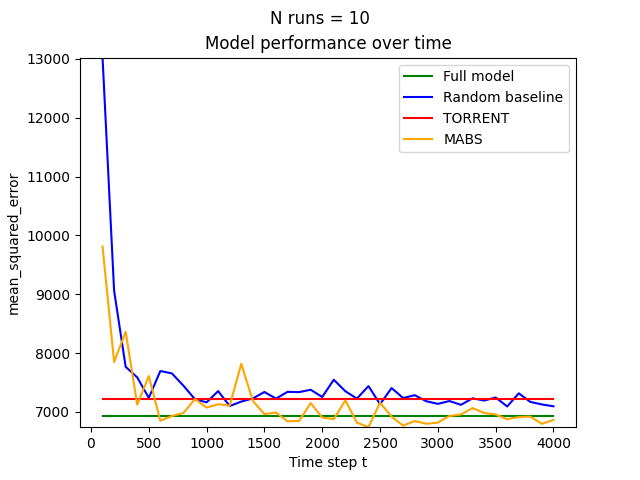 N runs = 10
Model performance over time
13000
12000
11000
10000
9000
8000
7000
mean_squared_error
Full model
Random baseline
TORRENT
MABS
0
500
1000
1500
2000
2500
3000
3500
4000
Time step t